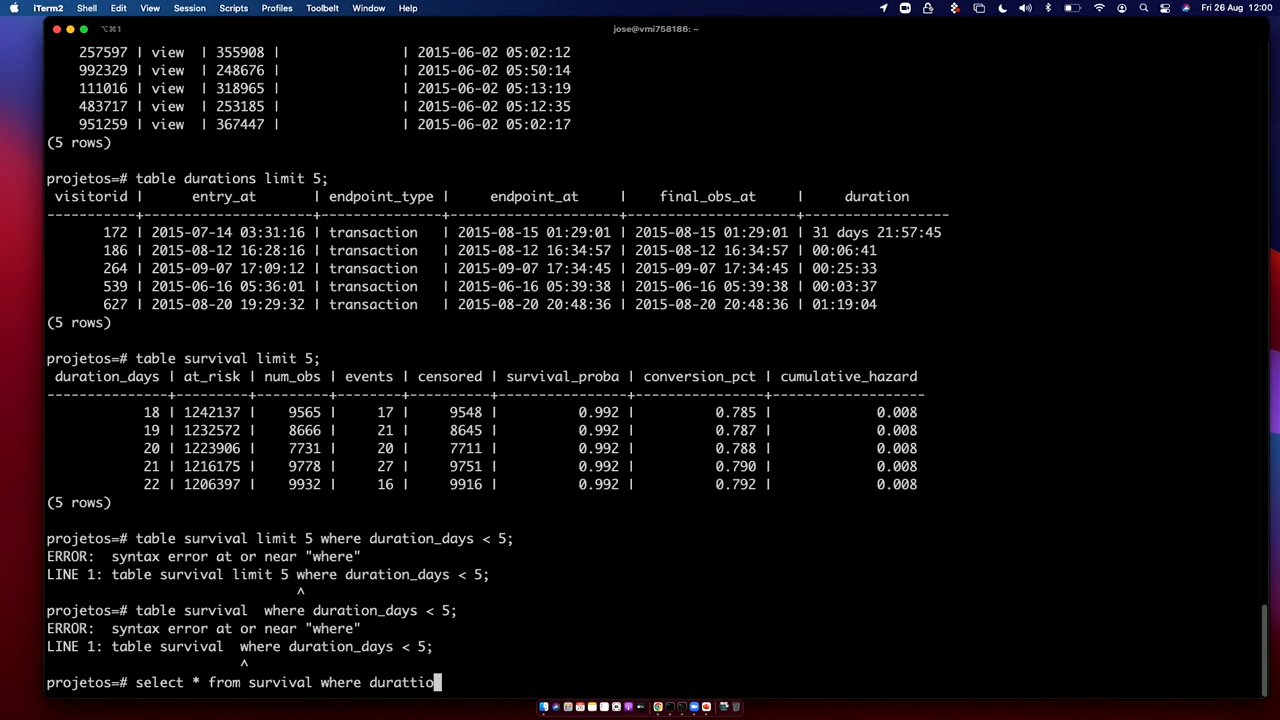 iTerm2 Shell Edit View Session Scripts Profiles Toolbelt Window Help Fri 26 Aug 12:00
⌥⌘1 jose@vmi758186: ~
257597 | view | 355908 | | 2015-06-02 05:02:12
992329 | view | 248676 | | 2015-06-02 05:50:14
111016 | view | 318965 | | 2015-06-02 05:13:19
483717 | view | 253185 | | 2015-06-02 05:12:35
951259 | view | 367447 | | 2015-06-02 05:02:17
(5 rows)
projetos=# table durations limit 5;
visitorid | entry_at | endpoint_type | endpoint_at | final_obs_at | duration
-----------+---------------------+---------------+---------------------+---------------------+------------------
172 | 2015-07-14 03:31:16 | transaction | 2015-08-15 01:29:01 | 2015-08-15 01:29:01 | 31 days 21:57:45
186 | 2015-08-12 16:28:16 | transaction | 2015-08-12 16:34:57 | 2015-08-12 16:34:57 | 00:06:41
264 | 2015-09-07 17:09:12 | transaction | 2015-09-07 17:34:45 | 2015-09-07 17:34:45 | 00:25:33
539 | 2015-06-16 05:36:01 | transaction | 2015-06-16 05:39:38 | 2015-06-16 05:39:38 | 00:03:37
627 | 2015-08-20 19:29:32 | transaction | 2015-08-20 20:48:36 | 2015-08-20 20:48:36 | 01:19:04
(5 rows)
projetos=# table survival limit 5;
duration_days | at_risk | num_obs | events | censored | survival_proba | conversion_pct | cumulative_hazard
---------------+---------+---------+--------+----------+----------------+----------------+-------------------
18 | 1242137 | 9565 | 17 | 9548 | 0.992 | 0.785 | 0.008
19 | 1232572 | 8666 | 21 | 8645 | 0.992 | 0.787 | 0.008
20 | 1223906 | 7731 | 20 | 7711 | 0.992 | 0.788 | 0.008
21 | 1216175 | 9778 | 27 | 9751 | 0.992 | 0.790 | 0.008
22 | 1206397 | 9932 | 16 | 9916 | 0.992 | 0.792 | 0.008
(5 rows)
projetos=# table survival limit 5 where duration_days < 5;
ERROR:  syntax error at or near "where"
LINE 1: table survival limit 5 where duration_days < 5;
^
projetos=# table survival  where duration_days < 5;
ERROR:  syntax error at or near "where"
LINE 1: table survival  where duration_days < 5;
^
projetos=# select * from survival where durattio